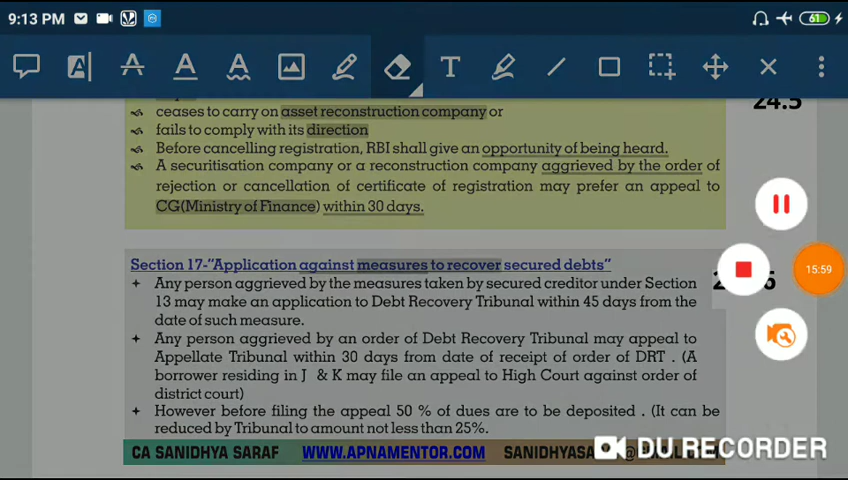 9:13 PM
61
24.5
ceases to carry on asset reconstruction company or
fails to comply with its direction
Before cancelling registration, RBI shall give an opportunity of being heard.
A securitisation company or a reconstruction company aggrieved by the order of
rejection or cancellation of certificate of registration may prefer an appeal to
CG(Ministry of Finance) within 30 days.
Section 17-"Application against measures to recover secured debts"
Any person aggrieved by the measures taken by secured creditor under Section
13 may make an application to Debt Recovery Tribunal within 45 days from the
date of such measure.
15:59
Any person aggrieved by an order of Debt Recovery Tribunal may appeal to
Appellate Tribunal within 30 days from date of receipt of order of DRT . (A
borrower residing in J & K may file an appeal to High Court against order of
district court)
However before filing the appeal 50 % of dues are to be deposited . (It can be
reduced by Tribunal to amount not less than 25%.
CA SANIDHYA SARAF WWW.APNAMENTOR.COM
DU RECORDER